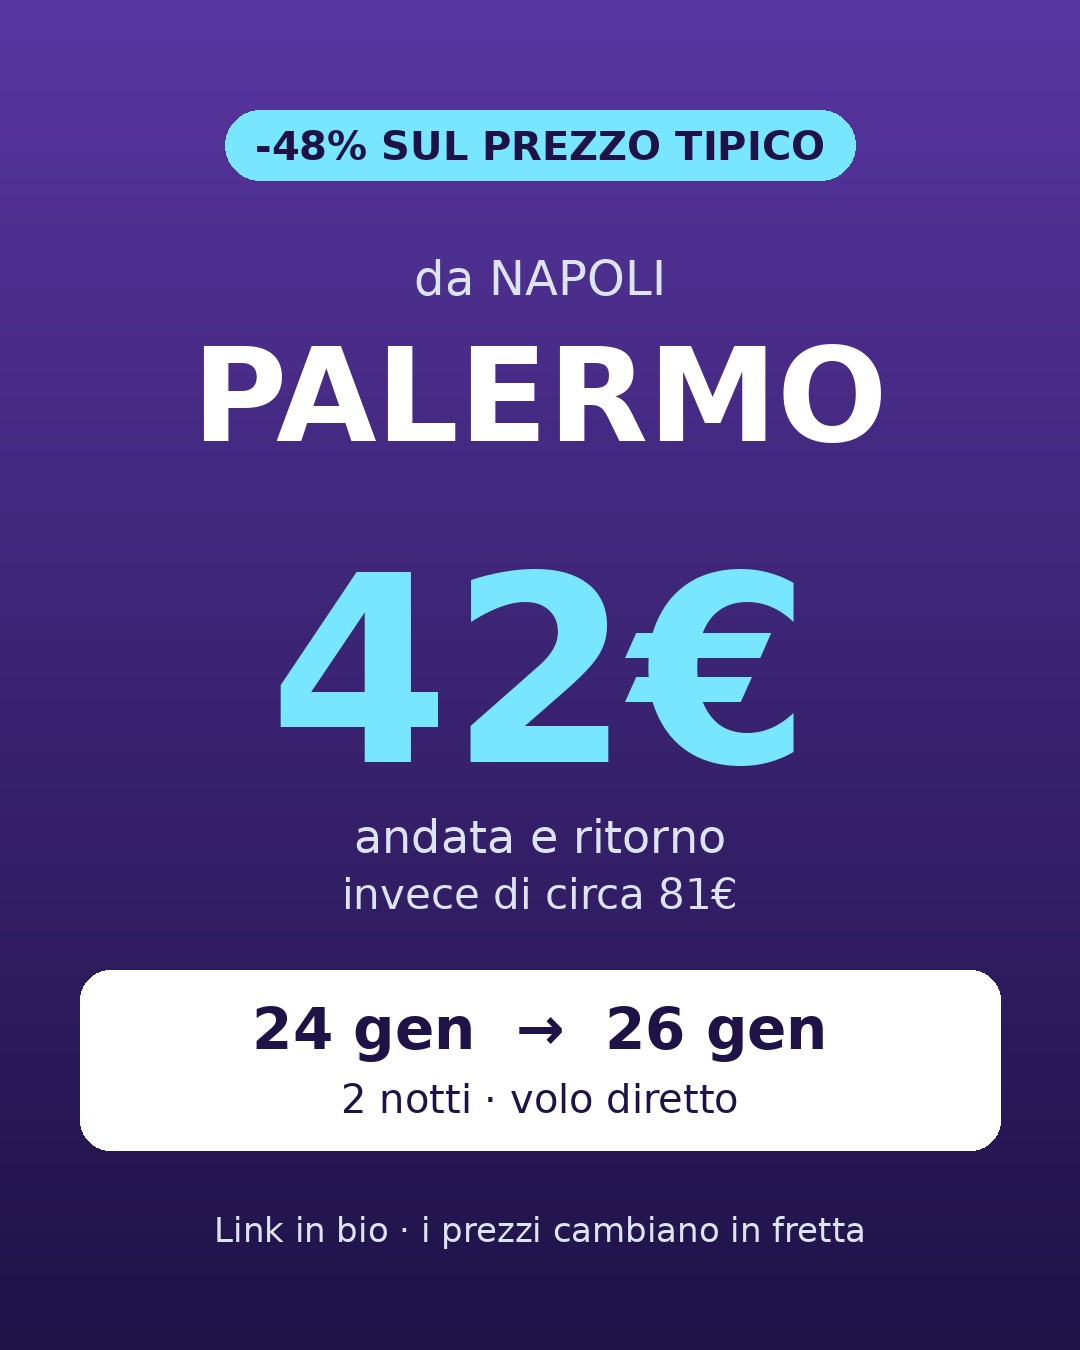 -48% SUL PREZZO TIPICO
da NAPOLI
PALERMO
42€
andata e ritorno
invece di circa 81€
24 gen → 26 gen
2 notti · volo diretto
Link in bio · i prezzi cambiano in fretta